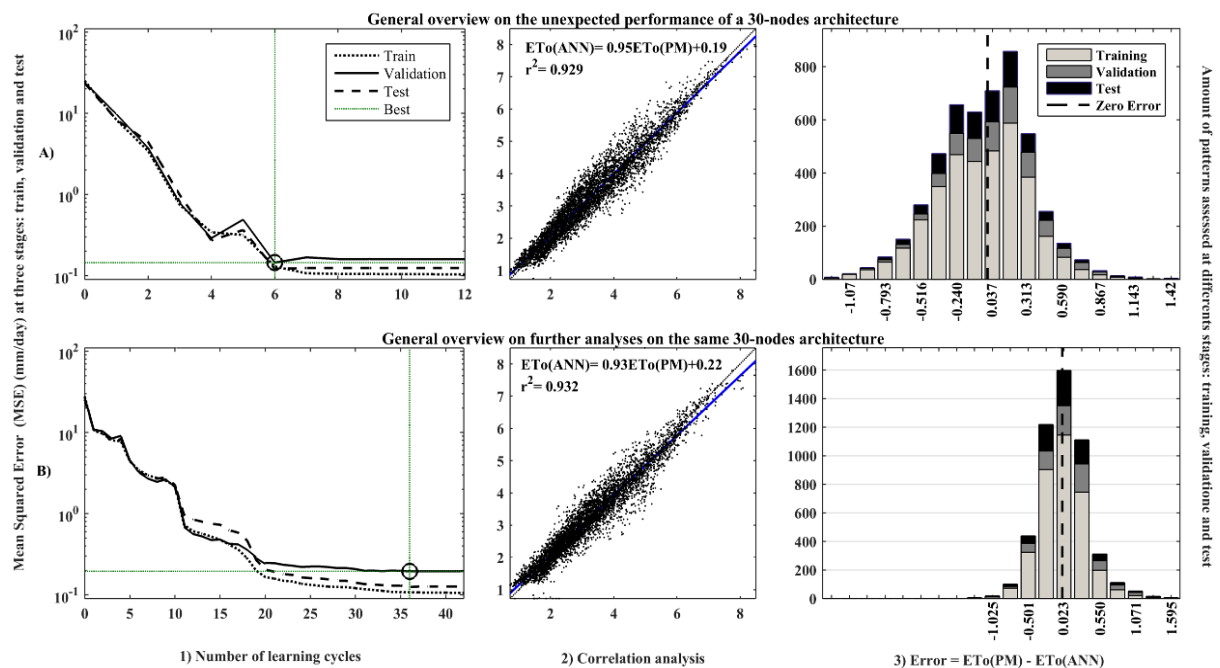 General overview on the unexpected performance of a 30-nodes architecture
Mean Squared Error (MSE) (mm/day) at three stages: train, validation and test
A)
10^2
10^1
10^0
10^-1
0 2 4 6 8 10 12
Train
Validation
Test
Best
ETo(ANN)= 0.95ETo(PM)+0.19
r^2= 0.929
8
7
6
5
4
3
2
1
2 4 6 8
800
600
400
200
0
-1.07 -0.793 -0.516 -0.240 0.037 0.313 0.590 0.867 1.143 1.42
Training
Validation
Test
Zero Error
Amount of patterns assessed at differents stages: training, validationc and test
General overview on further analyses on the same 30-nodes architecture
B)
10^2
10^1
10^0
10^-1
0 5 10 15 20 25 30 35 40
ETo(ANN)= 0.93ETo(PM)+0.22
r^2= 0.932
8
7
6
5
4
3
2
1
2 4 6 8
1600
1400
1200
1000
800
600
400
200
0
-1.025 -0.501 0.023 0.550 1.071 1.595
1) Number of learning cycles
2) Correlation analysis
3) Error = ETo(PM) - ETo(ANN)